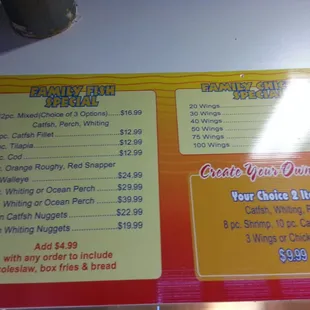 FAMILY FISH
SPECIAL
2pc. Mixed(Choice of 3 Options).....$16.99
Catfish, Perch, Whiting
pc. Catfish Fillet......$12.99
pc. Tilapia......$12.99
pc. Cod......$12.99
pc. Orange Roughy, Red Snapper
Walleye......$24.99
pc. Whiting or Ocean Perch......$29.99
pc. Whiting or Ocean Perch......$39.99
Catfish Nuggets......$22.99
Whiting Nuggets......$19.99
Add $4.99
with any order to include
coleslaw, box fries & bread
FAMILY
SPECIAL
20 Wings
30 Wings
40 Wings
50 Wings
75 Wings
100 Wings
Create Your Own
Your Choice 2
Catfish, Whiting,
8 pc. Shrimp, 10 pc.
3 Wings or
$9.99